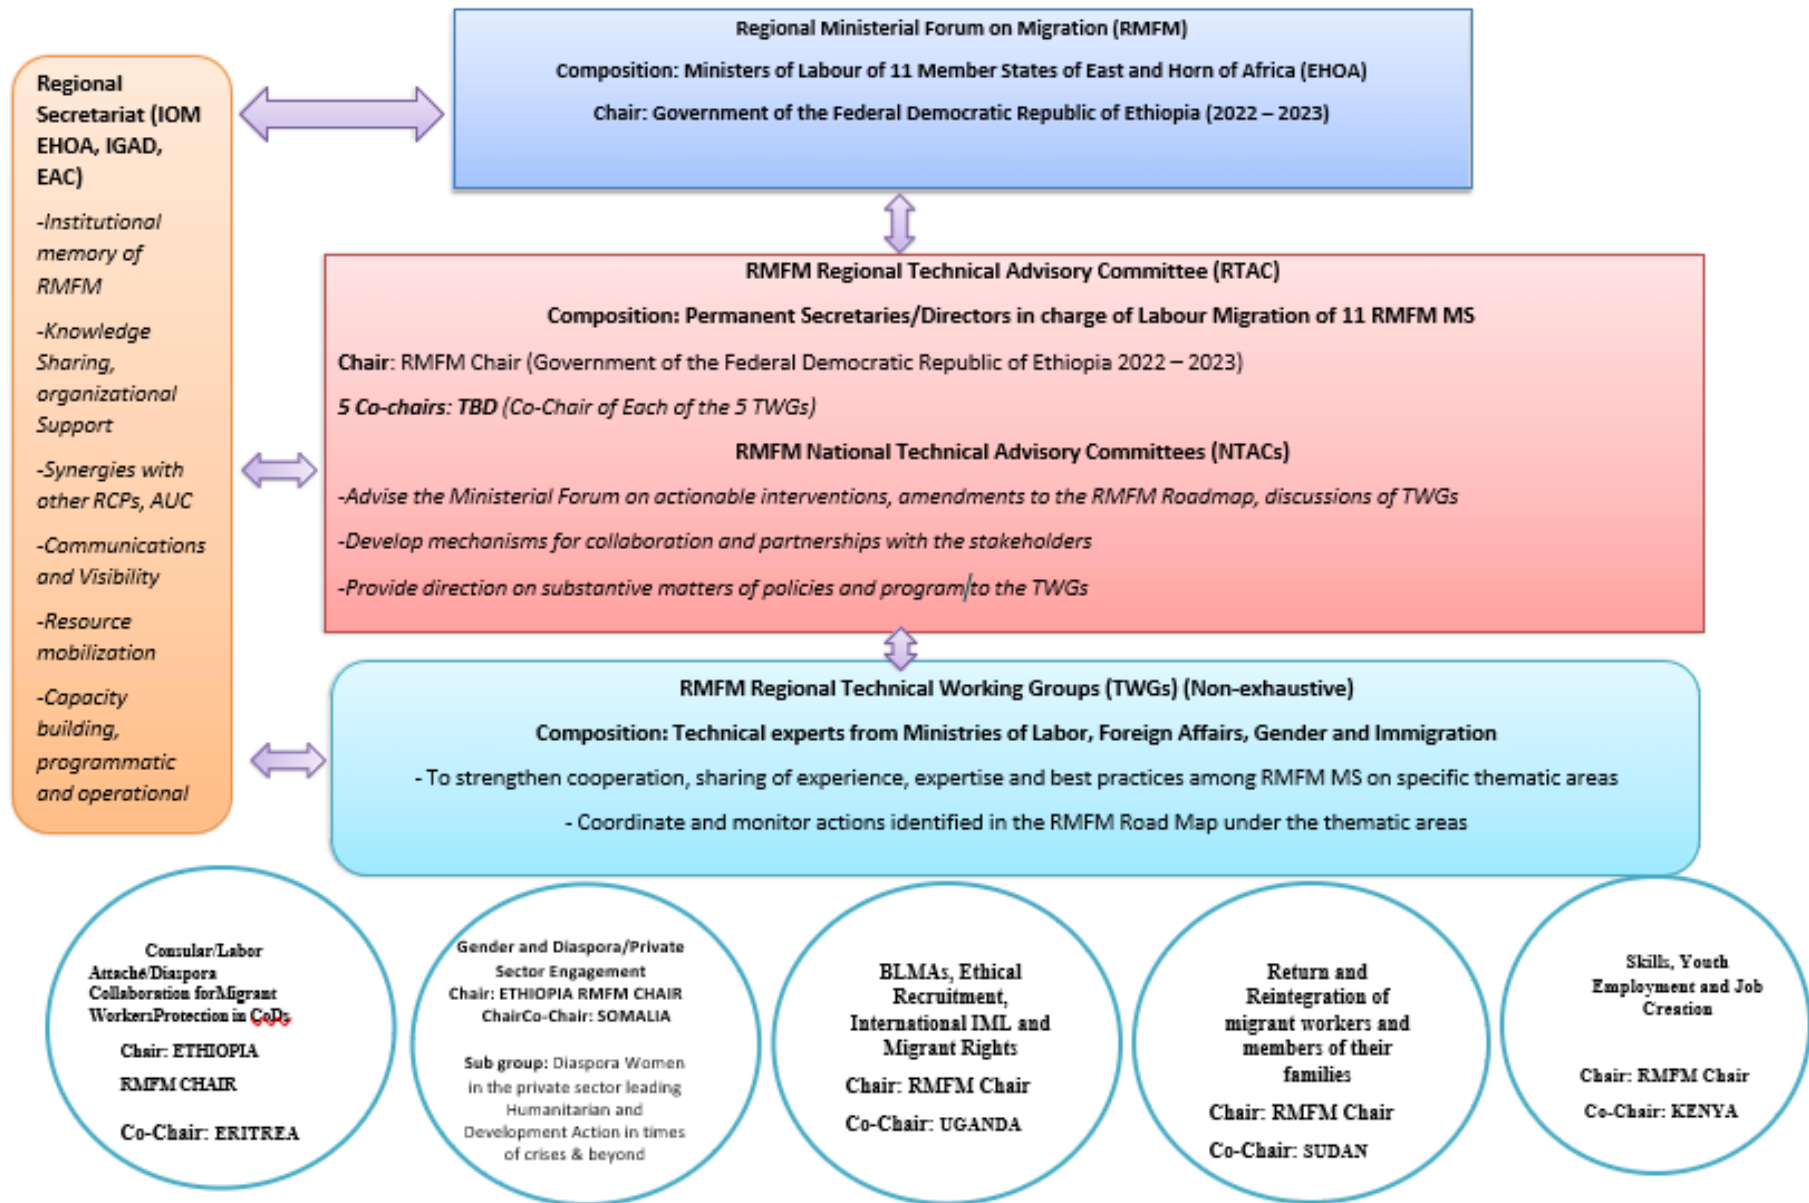 Regional Ministerial Forum on Migration (RMFM)
Composition: Ministers of Labour of 11 Member States of East and Horn of Africa (EHOA)
Chair: Government of the Federal Democratic Republic of Ethiopia (2022 – 2023)
Regional
Secretariat (IOM
EHOA, IGAD,
EAC)
-Institutional
memory of
RMFM
-Knowledge
Sharing,
organizational
Support
-Synergies with
other RCPs, AUC
-Communications
and Visibility
-Resource
mobilization
-Capacity
building,
programmatic
and operational
RMFM Regional Technical Advisory Committee (RTAC)
Composition: Permanent Secretaries/Directors in charge of Labour Migration of 11 RMFM MS
Chair: RMFM Chair (Government of the Federal Democratic Republic of Ethiopia 2022 – 2023)
5 Co-chairs: TBD (Co-Chair of Each of the 5 TWGs)
RMFM National Technical Advisory Committees (NTACs)
-Advise the Ministerial Forum on actionable interventions, amendments to the RMFM Roadmap, discussions of TWGs
-Develop mechanisms for collaboration and partnerships with the stakeholders
-Provide direction on substantive matters of policies and program/to the TWGs
RMFM Regional Technical Working Groups (TWGs) (Non-exhaustive)
Composition: Technical experts from Ministries of Labor, Foreign Affairs, Gender and Immigration
- To strengthen cooperation, sharing of experience, expertise and best practices among RMFM MS on specific thematic areas
- Coordinate and monitor actions identified in the RMFM Road Map under the thematic areas
Consular/Labor
Attaché/Diaspora
Collaboration forMigrant
WorkersProtection in CoDs
Chair: ETHIOPIA
RMFM CHAIR
Co-Chair: ERITREA
Gender and Diaspora/Private
Sector Engagement
Chair: ETHIOPIA RMFM CHAIR
ChairCo-Chair: SOMALIA
Sub group: Diaspora Women
in the private sector leading
Humanitarian and
Development Action in times
of crises & beyond
BLMAs, Ethical
Recruitment,
International IML and
Migrant Rights
Chair: RMFM Chair
Co-Chair: UGANDA
Return and
Reintegration of
migrant workers and
members of their
families
Chair: RMFM Chair
Co-Chair: SUDAN
Skills, Youth
Employment and Job
Creation
Chair: RMFM Chair
Co-Chair: KENYA